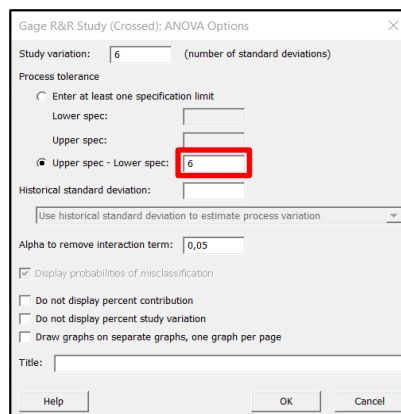 Gage R&R Study (Crossed): ANOVA Options
Study variation: 6 (number of standard deviations)
Process tolerance
Enter at least one specification limit
Lower spec:
Upper spec:
Upper spec - Lower spec: 6
Historical standard deviation:
Use historical standard deviation to estimate process variation
Alpha to remove interaction term: 0,05
Display probabilities of misclassification
Do not display percent contribution
Do not display percent study variation
Draw graphs on separate graphs, one graph per page
Title:
Help OK Cancel